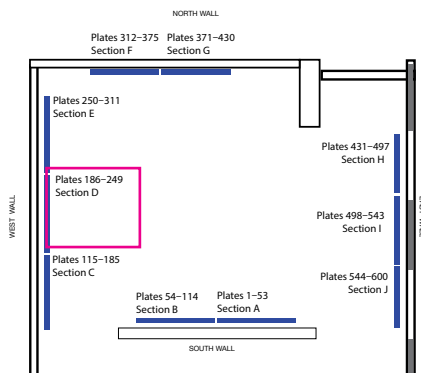 NORTH WALL
Plates 312–375
Section F
Plates 371–430
Section G
Plates 250–311
Section E
Plates 431–497
Section H
Plates 186–249
Section D
WEST WALL
Plates 498–543
Section I
Plates 115–185
Section C
Plates 544–600
Section J
Plates 54–114
Section B
Plates 1–53
Section A
SOUTH WALL